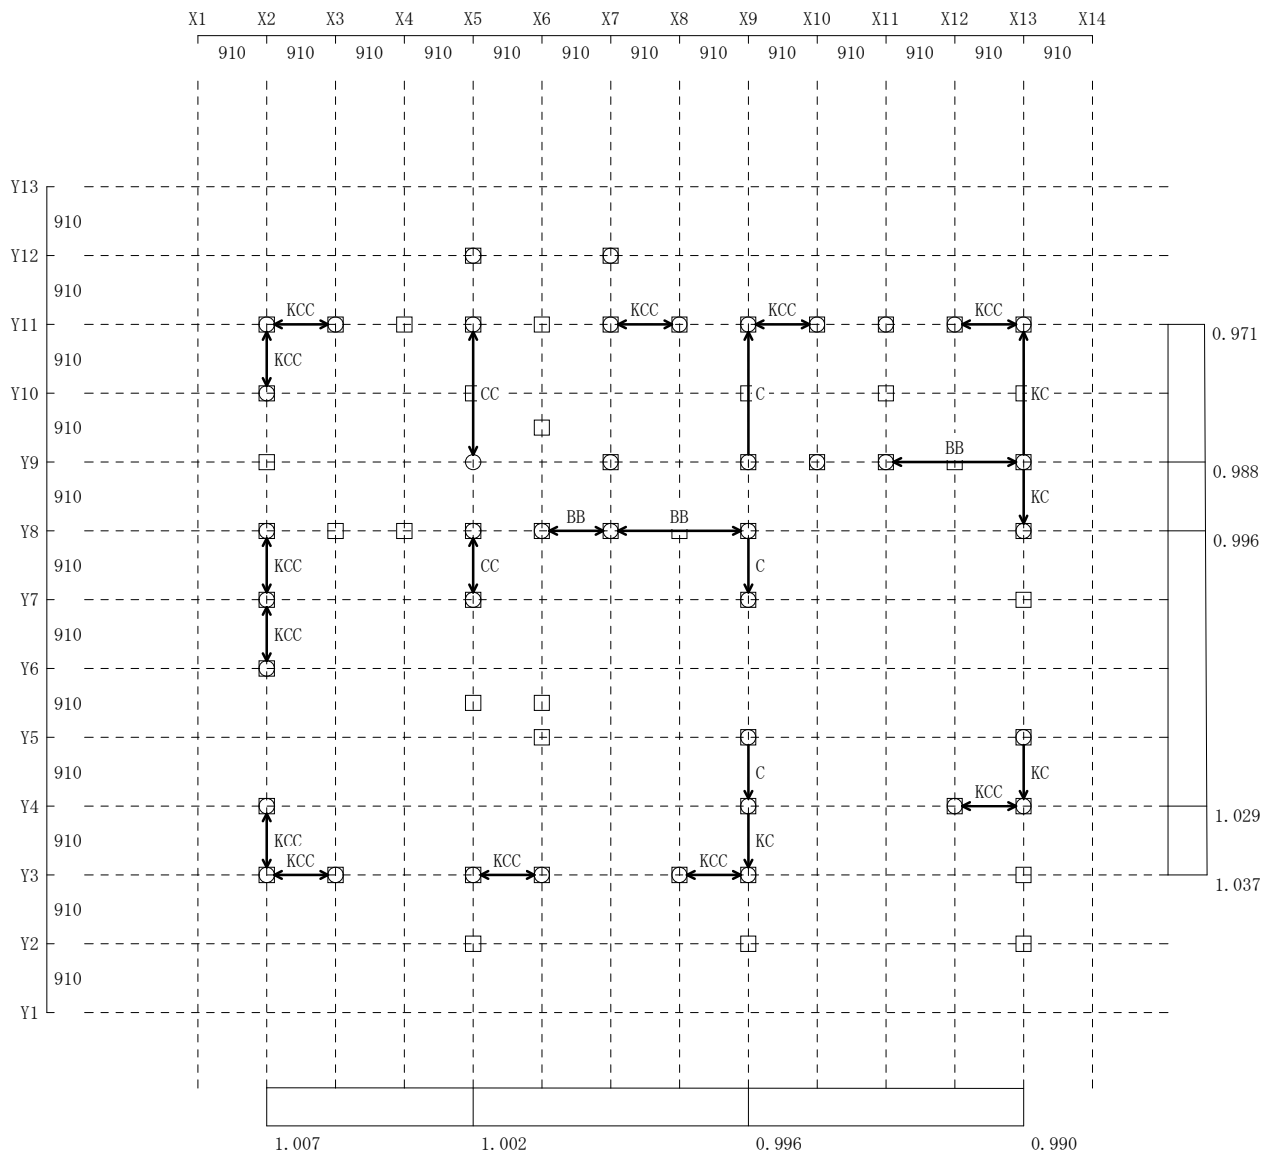 X1 X2 X3 X4 X5 X6 X7 X8 X9 X10 X11 X12 X13 X14
910 910 910 910 910 910 910 910 910 910 910 910 910
Y13
910
Y12
910
KCC KCC KCC KCC
Y11
0.971
910 KCC
Y10 CC C KC
910
BB
Y9
0.988
910 KC
BB BB
Y8
0.996
910 KCC CC C
Y7
910 KCC
Y6
910
Y5
910 C KC
KCC
Y4
1.029
910 KCC KC
KCC KCC KCC
Y3
1.037
910
Y2
910
Y1
1.007 1.002 0.996 0.990